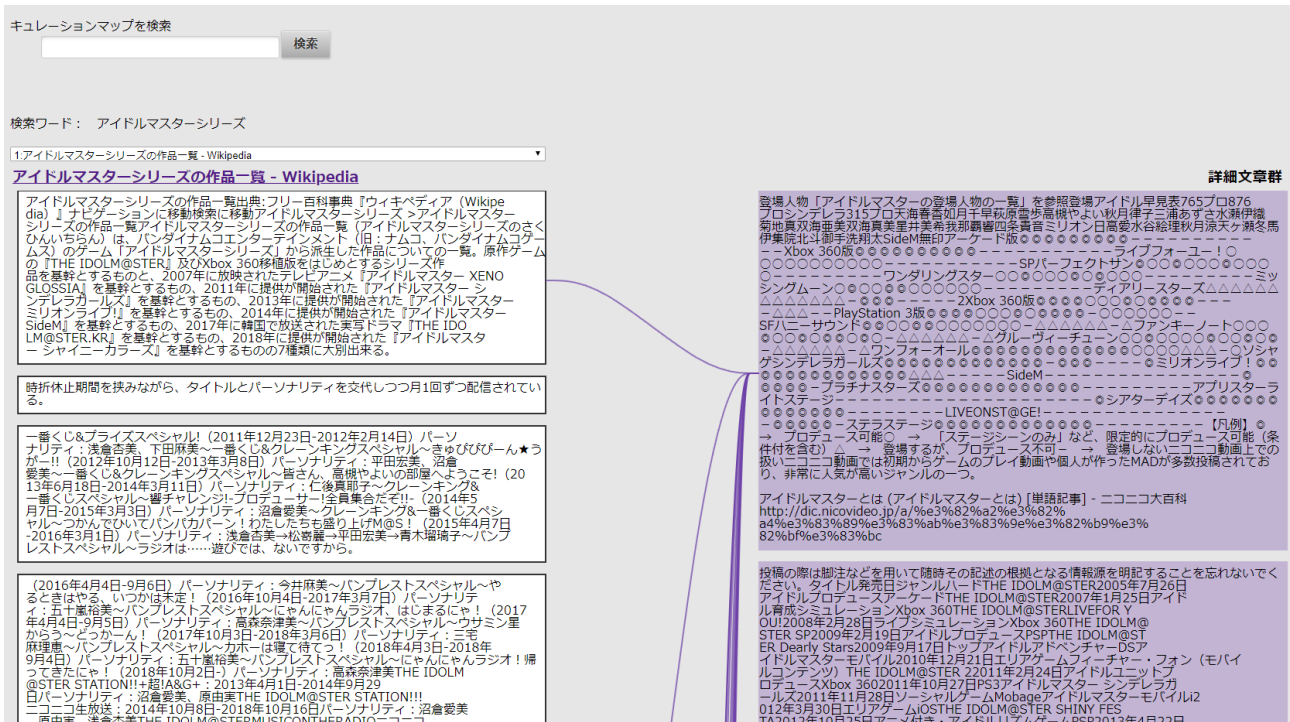 キュレーションマップを検索
検索
検索ワード： アイドルマスターシリーズ
1:アイドルマスターシリーズの作品一覧 - Wikipedia
アイドルマスターシリーズの作品一覧 - Wikipedia
アイドルマスターシリーズの作品一覧出典:フリー百科事典『ウィキペディア（Wikipe
dia）』ナビゲーションに移動検索に移動アイドルマスターシリーズ >アイドルマスター
シリーズの作品一覧アイドルマスターシリーズの作品一覧（アイドルマスターシリーズのさく
ひんいちらん）は、バンダイナムコエンターテインメント（旧：ナムコ、バンダイナムコゲー
ムス）のゲーム「アイドルマスターシリーズ」から派生した作品についての一覧。原作ゲーム
の『THE IDOLM@STER』及びXbox 360移植版をはじめとするシリーズ作
品を基幹とするものと、2007年に放映されたテレビアニメ『アイドルマスター XENO
GLOSSIA』を基幹とするもの、2011年に提供が開始された『アイドルマスター シ
ンデレラガールズ』を基幹とするもの、2013年に提供が開始された『アイドルマスター
ミリオンライブ!』を基幹とするもの、2014年に提供が開始された『アイドルマスター
SideM』を基幹とするもの、2017年に韓国で放送された実写ドラマ『THE IDO
LM@STER.KR』を基幹とするもの、2018年に提供が開始された『アイドルマスタ
ー シャイニーカラーズ』を基幹とするものの7種類に大別出来る。
時折休止期間を挟みながら、タイトルとパーソナリティを交代しつつ月1回ずつ配信されてい
る。
一番くじ&プライズスペシャル!（2011年12月23日-2012年2月14日）パーソ
ナリティ：浅倉杏美、下田麻美〜一番くじ&クレーンキングスペシャル〜きゅぴぴぴーん★う
がー!!（2012年10月12日-2013年3月8日）パーソナリティ：平田宏美、沼倉
愛美〜一番くじ&クレーンキングスペシャル〜皆さん、高槻やよいの部屋へようこそ!（20
13年6月18日-2014年3月11日）パーソナリティ：仁後真耶子〜クレーンキング&
一番くじスペシャル〜響チャレンジ!-プロデューサー!全員集合だぞ!!-（2014年5
月7日-2015年3月3日）パーソナリティ：沼倉愛美〜クレーンキング&一番くじスペシ
ャル〜つかんでひいてバンパカパーン！わたしたちも盛り上げM@S！（2015年4月7日
-2016年3月1日）パーソナリティ：浅倉杏美→松嵜麗→平田宏美→青木瑠璃子〜バンプ
レストスペシャル〜ラジオは……遊びでは、ないですから。
（2016年4月4日-9月6日）パーソナリティ：今井麻美〜バンプレストスペシャル〜や
るときはやる、いつかは未定！（2016年10月4日-2017年3月7日）パーソナリテ
ィ：五十嵐裕美〜バンプレストスペシャル〜にゃんにゃんラジオ、はじまるにゃ！（2017
年4月4日-9月5日）パーソナリティ：高森奈津美〜バンプレストスペシャル〜ウサミン星
からう〜どっかーん！（2017年10月3日-2018年3月6日）パーソナリティ：三宅
麻理恵〜バンプレストスペシャル〜カホーは寝て待てっ！（2018年4月3日-2018年
9月4日）パーソナリティ：五十嵐裕美〜バンプレストスペシャル〜にゃんにゃんラジオ！帰
ってきたにゃ！（2018年10月2日-）パーソナリティ：高森奈津美THE IDOLM
@STER STATION!!+超!A&G+：2013年4月1日-2014年9月29
日パーソナリティ：沼倉愛美、原由実THE IDOLM@STER STATION!!!
ニコニコ生放送：2014年10月8日-2018年10月16日パーソナリティ：沼倉愛美
詳細文章群
登場人物「アイドルマスターの登場人物の一覧」を参照登場アイドル早見表765プロ876
プロシンデレラ315プロ天海春香如月千早萩原雪歩高槻やよい秋月律子三浦あずさ水瀬伊織
菊地真双海亜美双海真美星井美希我那覇響四条貴音ミリオン日高愛水谷絵理秋月涼天ヶ瀬冬馬
伊集院北斗御手洗翔太SideM無印アーケード版
Xbox 360版 ライブフォーユー！
SPパーフェクトサン
ワンダリングスター ミッ
シングムーン ディアリースターズ
2Xbox 360版
PlayStation 3版
SFハニーサウンド ファンキーノート
グルーヴィーチューン
ワンフォーオール ソシャ
ゲシンデレラガールズ ミリオンライブ！
SideM
プラチナスターズ アプリスターラ
イトステージ シアターデイズ
LIVEONST@GE!
ステラステージ 【凡例】◎
→ プロデュース可能○ → 「ステージシーンのみ」など、限定的にプロデュース可能（条
件付を含む）△ → 登場するが、プロデュース不可− → 登場しないニコニコ動画上での
扱いニコニコ動画では初期からゲームのプレイ動画や個人が作ったMADが多数投稿されてお
り、非常に人気が高いジャンルの一つ。
アイドルマスターとは (アイドルマスターとは) [単語記事] - ニコニコ大百科
http://dic.nicovideo.jp/a/%e3%82%a2%e3%82%
a4%e3%83%89%e3%83%ab%e3%83%9e%e3%82%b9%e3%
82%bf%e3%83%bc
投稿の際は脚注などを用いて随時その記述の根拠となる情報源を明記することを忘れないでく
ださい。タイトル発売日ジャンルハードTHE IDOLM@STER2005年7月26日
アイドルプロデュースアーケードTHE IDOLM@STER2007年1月25日アイド
ル育成シミュレーションXbox 360THE IDOLM@STERLIVEFOR Y
OU!2008年2月28日ライブシミュレーションXbox 360THE IDOLM@
STER SP2009年2月19日アイドルプロデュースPSPTHE IDOLM@ST
ER Dearly Stars2009年9月17日トップアイドルアドベンチャーDSア
イドルマスターモバイル2010年12月21日エリアゲームフィーチャー・フォン（モバイ
ルコンテンツ）THE IDOLM@STER 22011年2月24日アイドルユニットプ
ロデュースXbox 3602011年10月27日PS3アイドルマスター シンデレラガ
ールズ2011年11月28日ソーシャルゲームMobageアイドルマスターモバイルi2
012年3月30日エリアゲームiOSTHE IDOLM@STER SHINY FES